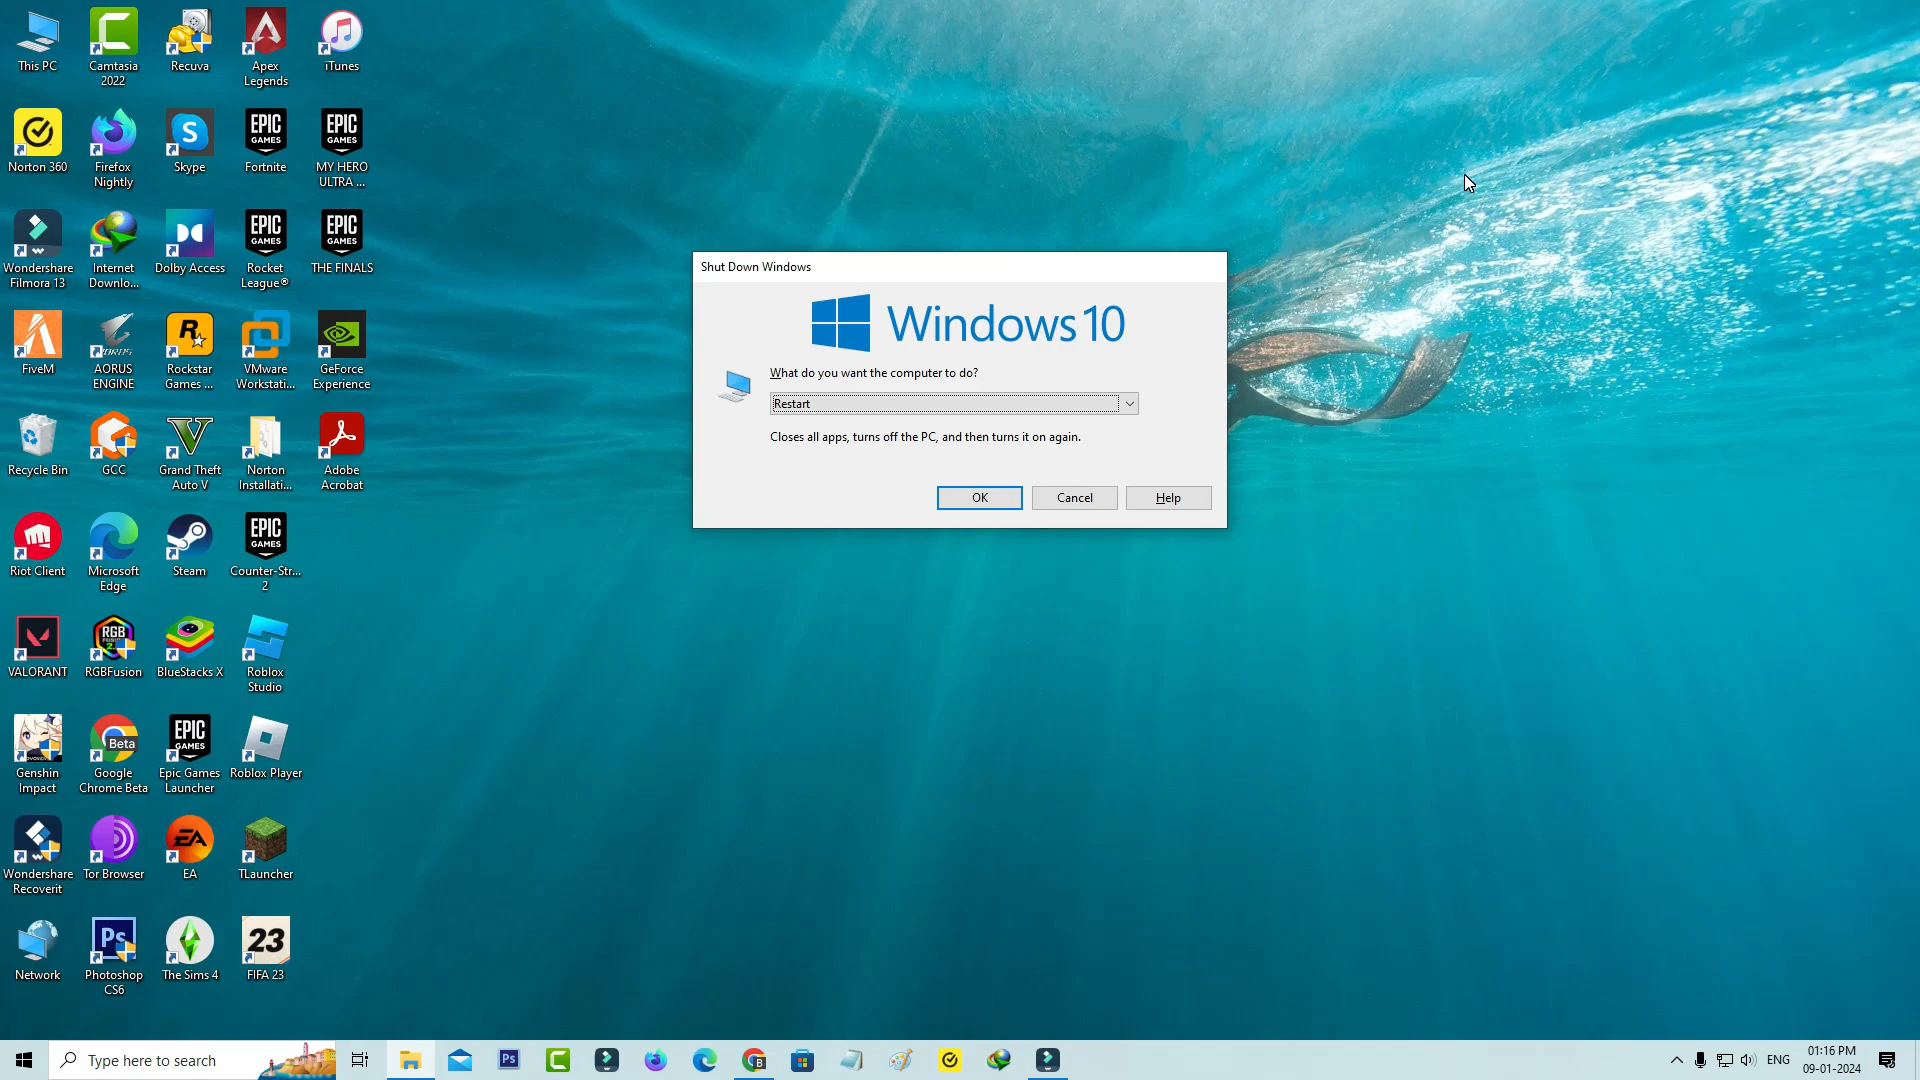 This PC
Camtasia
2022
Recuva
Apex
Legends
iTunes
Norton 360
Firefox
Nightly
Skype
EPIC
GAMES
Fortnite
EPIC
GAMES
MY HERO
ULTRA ...
Wondershare
Filmora 13
Internet
Downlo...
Dolby Access
EPIC
GAMES
Rocket
League®
EPIC
GAMES
THE FINALS
FiveM
AORUS
AORUS
ENGINE
R
Rockstar
Games ...
VMware
Workstati...
GeForce
Experience
Recycle Bin
GCC
V
Grand Theft
Auto V
Norton
Installati...
Adobe
Acrobat
Riot Client
Microsoft
Edge
Steam
EPIC
GAMES
Counter-Str...
2
VALORANT
RGB
RGBFusion
BlueStacks X
Roblox
Studio
Genshin
Impact
Beta
Google
Chrome Beta
EPIC
GAMES
Epic Games
Launcher
Roblox Player
Wondershare
Recoverit
Tor Browser
EA
EA
TLauncher
Network
Ps
Photoshop
CS6
The Sims 4
23
FIFA 23
Shut Down Windows
Windows 10
What do you want the computer to do?
Restart
Closes all apps, turns off the PC, and then turns it on again.
OK
Cancel
Help
Type here to search
Ps
B
ENG
01:16 PM
09-01-2024